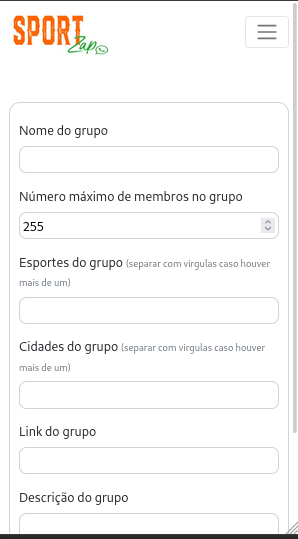 SPORT
Zap
Nome do grupo
Número máximo de membros no grupo
255
Esportes do grupo (separar com virgulas caso houver
mais de um)
Cidades do grupo (separar com virgulas caso houver
mais de um)
Link do grupo
Descrição do grupo